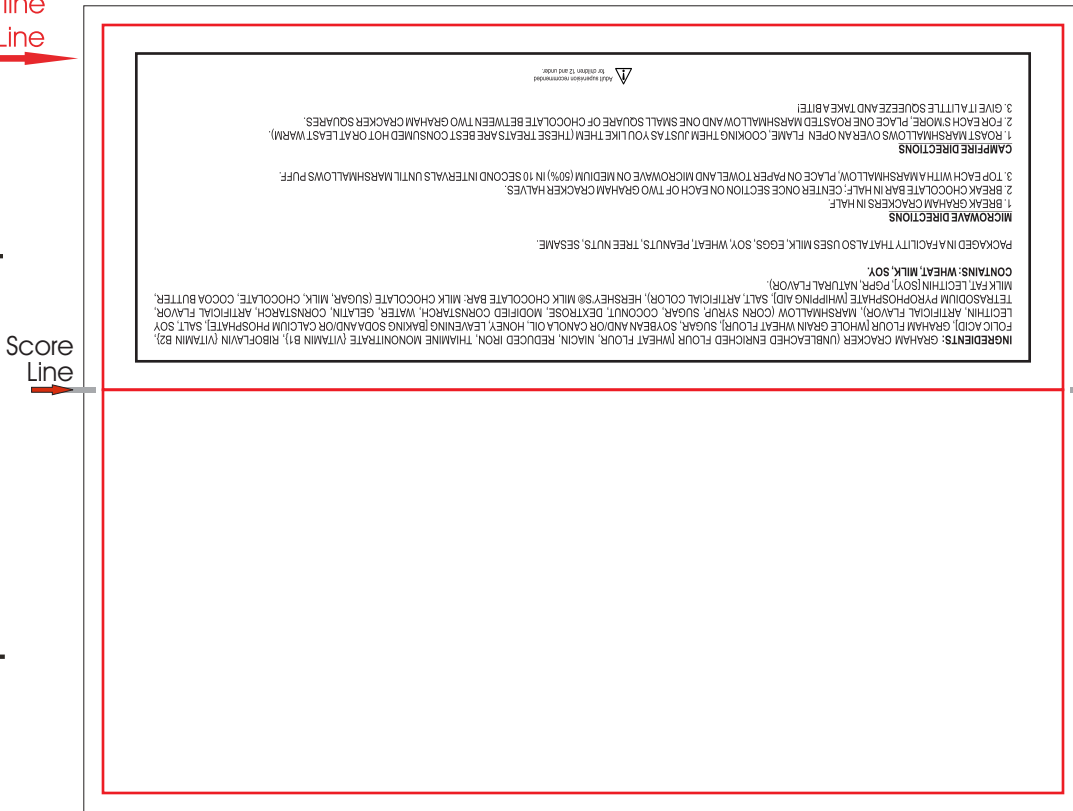 line
Line
Score
Line
INGREDIENTS: GRAHAM CRACKER (UNBLEACHED ENRICHED FLOUR {WHEAT FLOUR, NIACIN, REDUCED IRON, THIAMINE MONONITRATE {VITAMIN B1}, RIBOFLAVIN {VITAMIN B2},
FOLIC ACID}, GRAHAM FLOUR [WHOLE GRAIN WHEAT FLOUR], SUGAR, SOYBEAN AND/OR CANOLA OIL, HONEY, LEAVENING [BAKING SODA AND/OR CALCIUM PHOSPHATE], SALT, SOY
LECITHIN, ARTIFICIAL FLAVOR), MARSHMALLOW (CORN SYRUP, SUGAR, COCONUT, DEXTROSE, MODIFIED CORNSTARCH, WATER, GELATIN, CORNSTARCH, ARTIFICIAL FLAVOR,
TETRASODIUM PYROPHOSPHATE [WHIPPING AID], SALT, ARTIFICIAL COLOR), HERSHEY'S® MILK CHOCOLATE BAR: MILK CHOCOLATE (SUGAR, MILK, CHOCOLATE, COCOA BUTTER,
MILK FAT, LECITHIN [SOY], PGPR, NATURAL FLAVOR).
CONTAINS: WHEAT, MILK, SOY.
PACKAGED IN A FACILITY THAT ALSO USES MILK, EGGS, SOY, WHEAT, PEANUTS, TREE NUTS, SESAME.
MICROWAVE DIRECTIONS
1. BREAK GRAHAM CRACKERS IN HALF.
2. BREAK CHOCOLATE BAR IN HALF; CENTER ONCE SECTION ON EACH OF TWO GRAHAM CRACKER HALVES.
3. TOP EACH WITH A MARSHMALLOW, PLACE ON PAPER TOWEL AND MICROWAVE ON MEDIUM (50%) IN 10 SECOND INTERVALS UNTIL MARSHMALLOWS PUFF.
CAMPFIRE DIRECTIONS
1. ROAST MARSHMALLOWS OVER AN OPEN FLAME, COOKING THEM JUST AS YOU LIKE THEM (THESE TREATS ARE BEST CONSUMED HOT OR AT LEAST WARM).
2. FOR EACH S'MORE, PLACE ONE ROASTED MARSHMALLOW AND ONE SMALL SQUARE OF CHOCOLATE BETWEEN TWO GRAHAM CRACKER SQUARES.
3. GIVE IT A LITTLE SQUEEZE AND TAKE A BITE!
Adult supervision recommended
for children 12 and under.